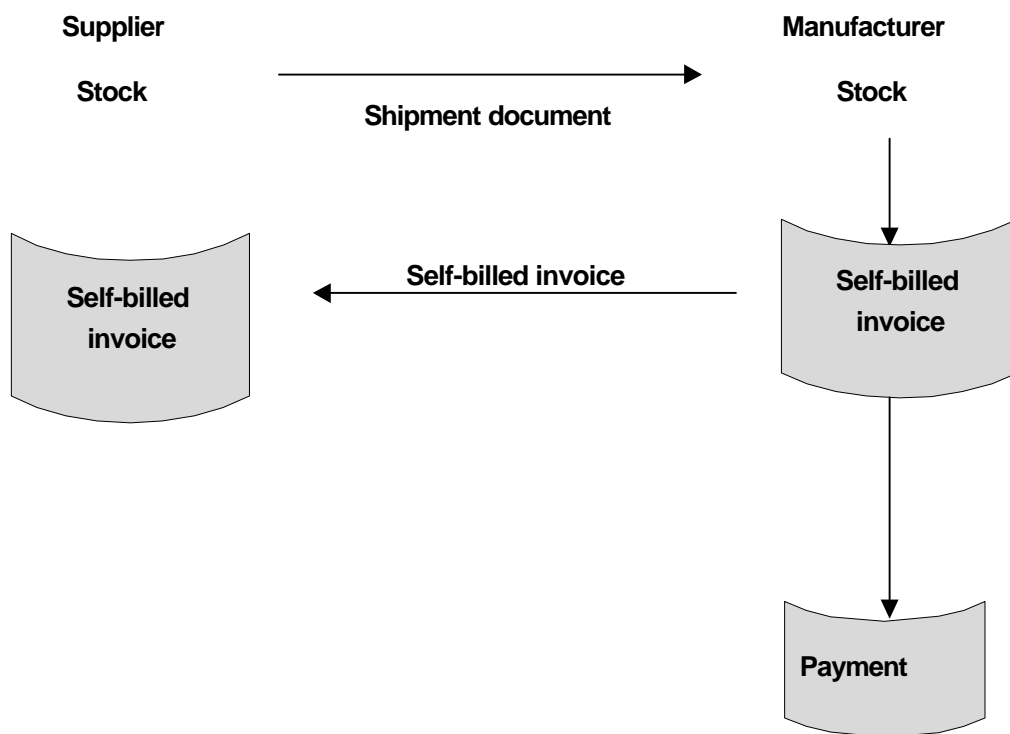 Supplier
Manufacturer
Stock
Stock
Shipment document
Self-billed invoice
Self-billed
invoice
Self-billed
invoice
Payment